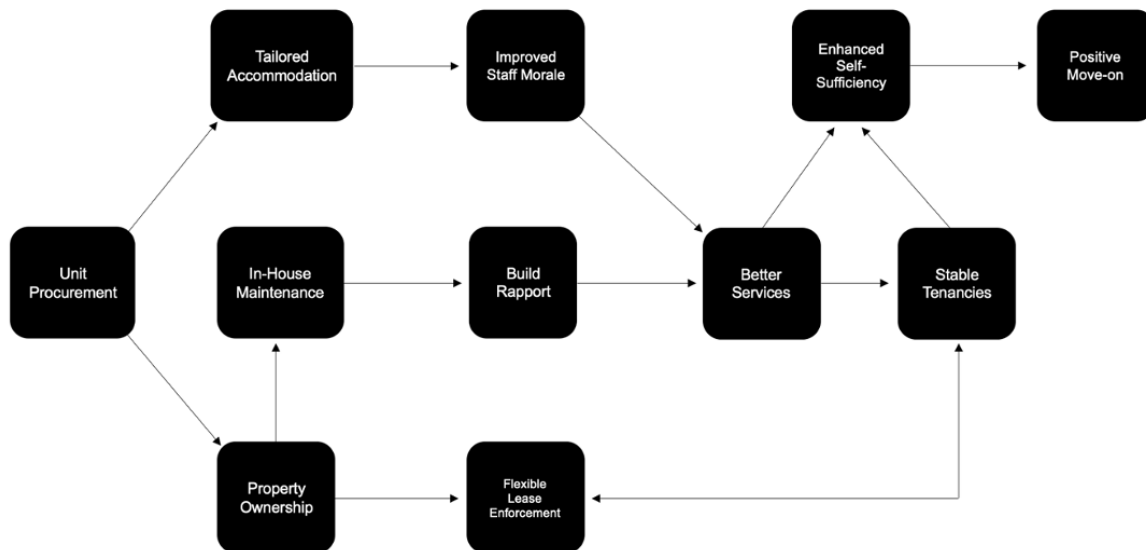 Tailored
Accommodation
Improved
Staff Morale
Enhanced
Self-
Sufficiency
Positive
Move-on
Unit
Procurement
In-House
Maintenance
Build
Rapport
Better
Services
Stable
Tenancies
Property
Ownership
Flexible
Lease
Enforcement